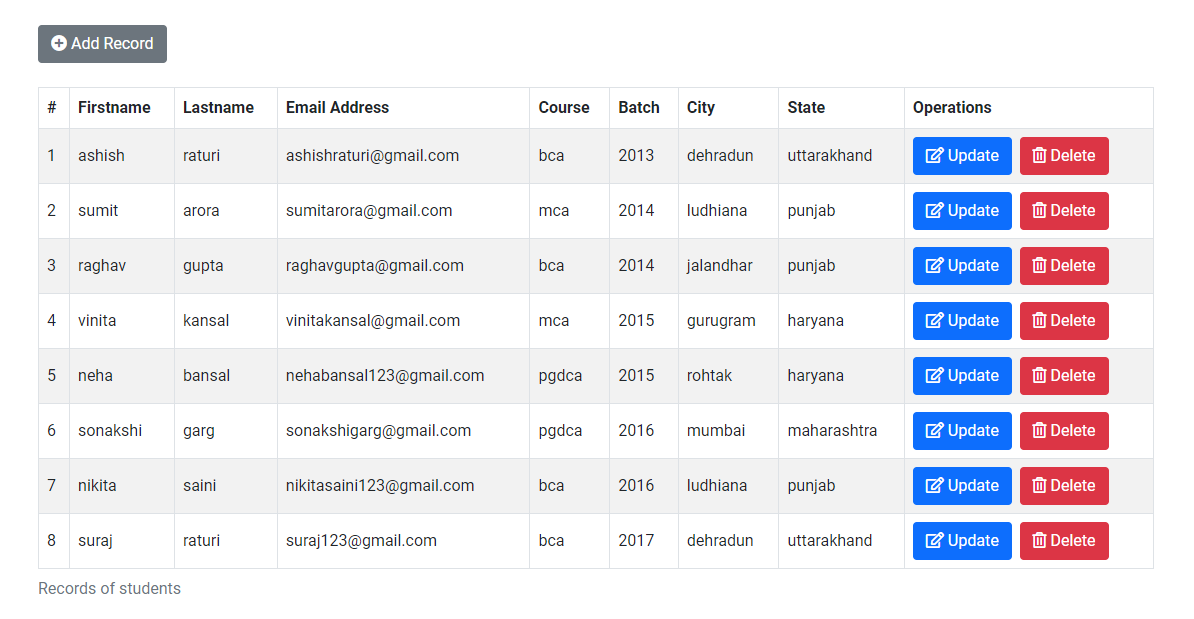 Add Record
# Firstname Lastname Email Address Course Batch City State Operations
1 ashish raturi ashishraturi@gmail.com bca 2013 dehradun uttarakhand Update Delete
2 sumit arora sumitarora@gmail.com mca 2014 ludhiana punjab Update Delete
3 raghav gupta raghavgupta@gmail.com bca 2014 jalandhar punjab Update Delete
4 vinita kansal vinitakansal@gmail.com mca 2015 gurugram haryana Update Delete
5 neha bansal nehabansal123@gmail.com pgdca 2015 rohtak haryana Update Delete
6 sonakshi garg sonakshigarg@gmail.com pgdca 2016 mumbai maharashtra Update Delete
7 nikita saini nikitasaini123@gmail.com bca 2016 ludhiana punjab Update Delete
8 suraj raturi suraj123@gmail.com bca 2017 dehradun uttarakhand Update Delete
Records of students